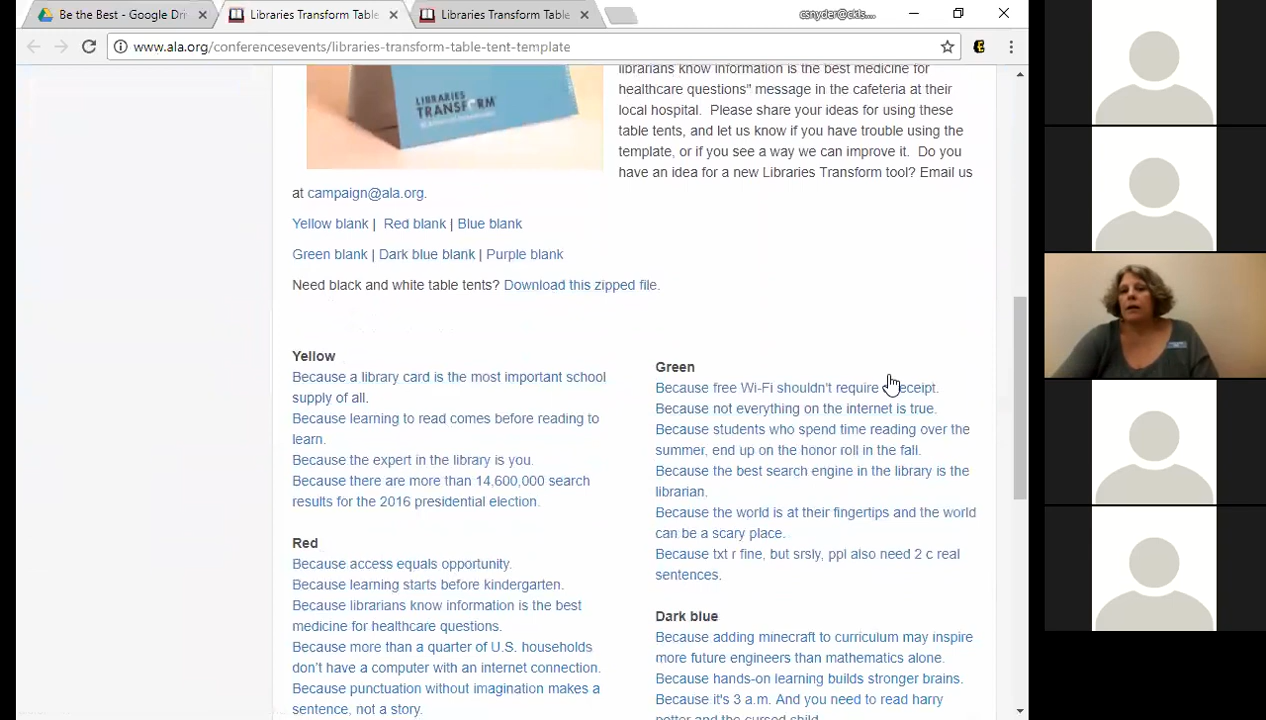 Be the Best - Google Dri
Libraries Transform Table
Libraries Transform Table
csnyder@ckts...
www.ala.org/conferencesevents/libraries-transform-table-tent-template
LIBRARIES
TRANSFORM
librarians know information is the best medicine for
healthcare questions" message in the cafeteria at their
local hospital. Please share your ideas for using these
table tents, and let us know if you have trouble using the
template, or if you see a way we can improve it. Do you
have an idea for a new Libraries Transform tool? Email us
at campaign@ala.org.
Yellow blank | Red blank | Blue blank
Green blank | Dark blue blank | Purple blank
Need black and white table tents? Download this zipped file.
Yellow
Because a library card is the most important school
supply of all.
Because learning to read comes before reading to
learn.
Because the expert in the library is you.
Because there are more than 14,600,000 search
results for the 2016 presidential election.
Red
Because access equals opportunity.
Because learning starts before kindergarten.
Because librarians know information is the best
medicine for healthcare questions.
Because more than a quarter of U.S. households
don't have a computer with an internet connection.
Because punctuation without imagination makes a
sentence, not a story.
Green
Because free Wi-Fi shouldn't require receipt.
Because not everything on the internet is true.
Because students who spend time reading over the
summer, end up on the honor roll in the fall.
Because the best search engine in the library is the
librarian.
Because the world is at their fingertips and the world
can be a scary place.
Because txt r fine, but srsly, ppl also need 2 c real
sentences.
Dark blue
Because adding minecraft to curriculum may inspire
more future engineers than mathematics alone.
Because hands-on learning builds stronger brains.
Because it's 3 a.m. And you need to read harry
potter and the cursed child